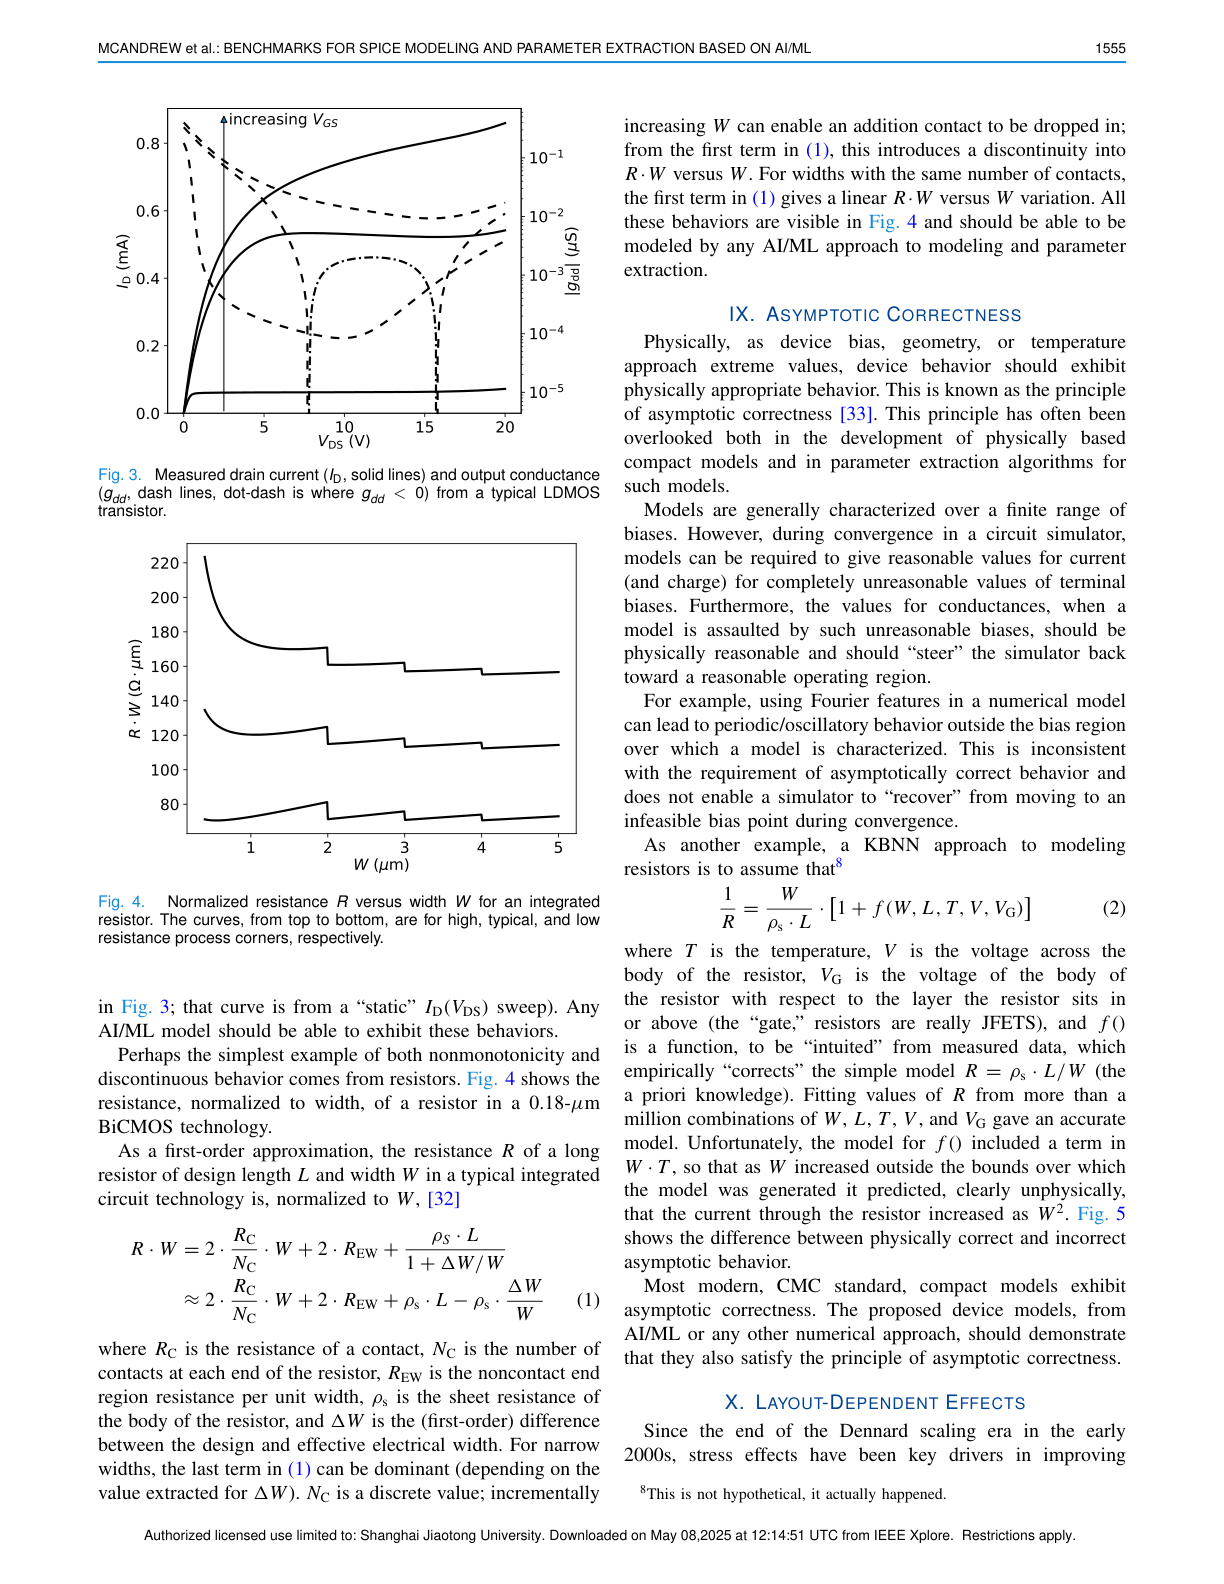 MCANDREW et al.: BENCHMARKS FOR SPICE MODELING AND PARAMETER EXTRACTION BASED ON AI/ML 1555
increasing V_GS
0.8
0.6
0.4
0.2
0.0
I_D (mA)
10^{-1}
10^{-2}
10^{-3}
10^{-4}
10^{-5}
|g_dd| (μS)
0 5 10 15 20
V_DS (V)
Fig. 3. Measured drain current (I_D, solid lines) and output conductance
(g_dd, dash lines, dot-dash is where g_dd < 0) from a typical LDMOS
transistor.
220
200
180
160
140
120
100
80
R · W (Ω · μm)
1 2 3 4 5
W (μm)
Fig. 4. Normalized resistance R versus width W for an integrated
resistor. The curves, from top to bottom, are for high, typical, and low
resistance process corners, respectively.
in Fig. 3; that curve is from a “static” I_D(V_DS) sweep). Any
AI/ML model should be able to exhibit these behaviors.
Perhaps the simplest example of both nonmonotonicity and
discontinuous behavior comes from resistors. Fig. 4 shows the
resistance, normalized to width, of a resistor in a 0.18-μm
BiCMOS technology.
As a first-order approximation, the resistance R of a long
resistor of design length L and width W in a typical integrated
circuit technology is, normalized to W, [32]
R · W = 2 · R_C/N_C · W + 2 · R_EW + ρ_S · L/(1 + ΔW/W)
≈ 2 · R_C/N_C · W + 2 · R_EW + ρ_s · L − ρ_s · ΔW/W (1)
where R_C is the resistance of a contact, N_C is the number of
contacts at each end of the resistor, R_EW is the noncontact end
region resistance per unit width, ρ_s is the sheet resistance of
the body of the resistor, and ΔW is the (first-order) difference
between the design and effective electrical width. For narrow
widths, the last term in (1) can be dominant (depending on the
value extracted for ΔW). N_C is a discrete value; incrementally
increasing W can enable an addition contact to be dropped in;
from the first term in (1), this introduces a discontinuity into
R·W versus W. For widths with the same number of contacts,
the first term in (1) gives a linear R·W versus W variation. All
these behaviors are visible in Fig. 4 and should be able to be
modeled by any AI/ML approach to modeling and parameter
extraction.
IX. ASYMPTOTIC CORRECTNESS
Physically, as device bias, geometry, or temperature
approach extreme values, device behavior should exhibit
physically appropriate behavior. This is known as the principle
of asymptotic correctness [33]. This principle has often been
overlooked both in the development of physically based
compact models and in parameter extraction algorithms for
such models.
Models are generally characterized over a finite range of
biases. However, during convergence in a circuit simulator,
models can be required to give reasonable values for current
(and charge) for completely unreasonable values of terminal
biases. Furthermore, the values for conductances, when a
model is assaulted by such unreasonable biases, should be
physically reasonable and should “steer” the simulator back
toward a reasonable operating region.
For example, using Fourier features in a numerical model
can lead to periodic/oscillatory behavior outside the bias region
over which a model is characterized. This is inconsistent
with the requirement of asymptotically correct behavior and
does not enable a simulator to “recover” from moving to an
infeasible bias point during convergence.
As another example, a KBNN approach to modeling
resistors is to assume that^8
1/R = W/(ρ_s · L) · [1 + f(W, L, T, V, V_G)] (2)
where T is the temperature, V is the voltage across the
body of the resistor, V_G is the voltage of the body of
the resistor with respect to the layer the resistor sits in
or above (the “gate,” resistors are really JFETS), and f()
is a function, to be “intuited” from measured data, which
empirically “corrects” the simple model R = ρ_s · L/W (the
a priori knowledge). Fitting values of R from more than a
million combinations of W, L, T, V, and V_G gave an accurate
model. Unfortunately, the model for f() included a term in
W · T, so that as W increased outside the bounds over which
the model was generated it predicted, clearly unphysically,
that the current through the resistor increased as W^2. Fig. 5
shows the difference between physically correct and incorrect
asymptotic behavior.
Most modern, CMC standard, compact models exhibit
asymptotic correctness. The proposed device models, from
AI/ML or any other numerical approach, should demonstrate
that they also satisfy the principle of asymptotic correctness.
X. LAYOUT-DEPENDENT EFFECTS
Since the end of the Dennard scaling era in the early
2000s, stress effects have been key drivers in improving
^8This is not hypothetical, it actually happened.
Authorized licensed use limited to: Shanghai Jiaotong University. Downloaded on May 08,2025 at 12:14:51 UTC from IEEE Xplore. Restrictions apply.